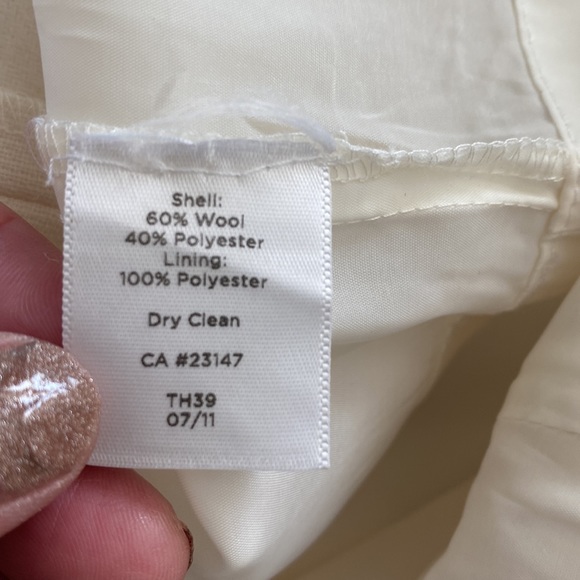 Shell:
60% Wool
40% Polyester
Lining:
100% Polyester
Dry Clean
CA #23147
TH39
07/11